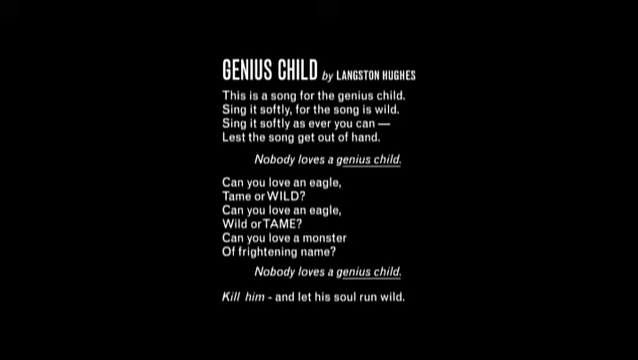 GENIUS CHILD by LANGSTON HUGHES
This is a song for the genius child.
Sing it softly, for the song is wild.
Sing it softly as ever you can —
Lest the song get out of hand.
Nobody loves a genius child.
Can you love an eagle,
Tame or WILD?
Can you love an eagle,
Wild or TAME?
Can you love a monster
Of frightening name?
Nobody loves a genius child.
Kill him - and let his soul run wild.